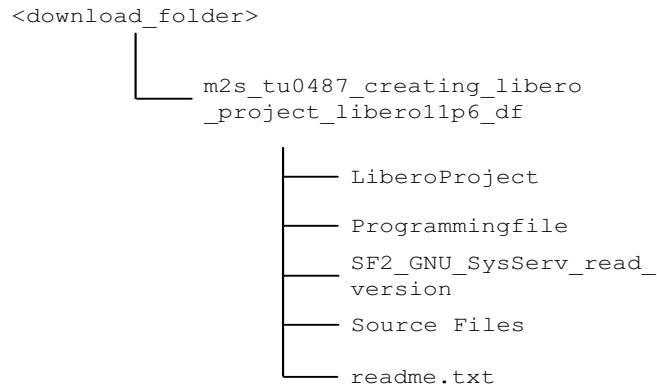 <download_folder>
m2s_tu0487_creating_libero
_project_libero11p6_df
LiberoProject
Programmingfile
SF2_GNU_SysServ_read_
version
Source Files
readme.txt